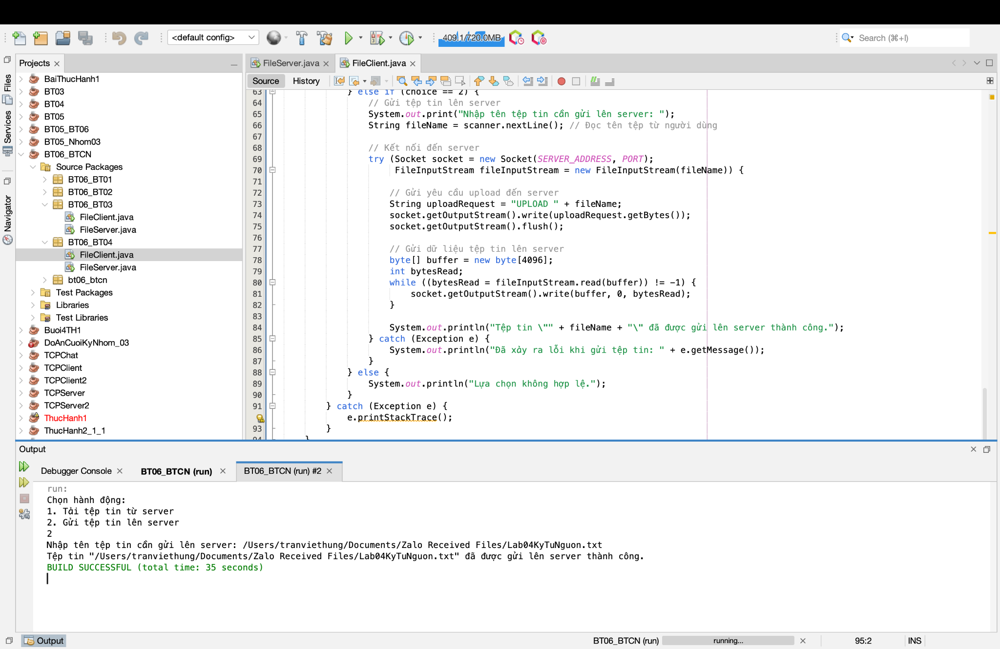 <default config>
409.1/720.0MB
Search (⌘+I)
Projects
FileServer.java
FileClient.java
Files
Services
Navigator
Source
History
BaiThucHanh1
BT03
BT04
BT05
BT05_BT06
BT05_Nhom03
BT06_BTCN
Source Packages
BT06_BT01
BT06_BT02
BT06_BT03
FileClient.java
FileServer.java
BT06_BT04
FileClient.java
FileServer.java
bt06_btcn
Test Packages
Libraries
Test Libraries
Buoi4TH1
DoAnCuoiKyNhom_03
TCPChat
TCPClient
TCPClient2
TCPServer
TCPServer2
ThucHanh1
ThucHanh2_1_1
63 } else if (choice == 2) {
64 // Gửi tệp tin lên server
65 System.out.print("Nhập tên tệp tin cần gửi lên server: ");
66 String fileName = scanner.nextLine(); // Đọc tên tệp từ người dùng
67
68 // Kết nối đến server
69 try (Socket socket = new Socket(SERVER_ADDRESS, PORT);
70 FileInputStream fileInputStream = new FileInputStream(fileName)) {
71
72 // Gửi yêu cầu upload đến server
73 String uploadRequest = "UPLOAD " + fileName;
74 socket.getOutputStream().write(uploadRequest.getBytes());
75 socket.getOutputStream().flush();
76
77 // Gửi dữ liệu tệp tin lên server
78 byte[] buffer = new byte[4096];
79 int bytesRead;
80 while ((bytesRead = fileInputStream.read(buffer)) != -1) {
81 socket.getOutputStream().write(buffer, 0, bytesRead);
82 }
83
84 System.out.println("Tệp tin \"" + fileName + "\" đã được gửi lên server thành công.");
85 } catch (Exception e) {
86 System.out.println("Đã xảy ra lỗi khi gửi tệp tin: " + e.getMessage());
87 }
88 } else {
89 System.out.println("Lựa chọn không hợp lệ.");
90 }
91 } catch (Exception e) {
e.printStackTrace();
93 }
94 }
Output
Debugger Console
BT06_BTCN (run)
BT06_BTCN (run) #2
run:
Chọn hành động:
1. Tải tệp tin từ server
2. Gửi tệp tin lên server
2
Nhập tên tệp tin cần gửi lên server: /Users/tranviethung/Documents/Zalo Received Files/Lab04KyTuNguon.txt
Tệp tin "/Users/tranviethung/Documents/Zalo Received Files/Lab04KyTuNguon.txt" đã được gửi lên server thành công.
BUILD SUCCESSFUL (total time: 35 seconds)
Output
BT06_BTCN (run)
running...
95:2
INS